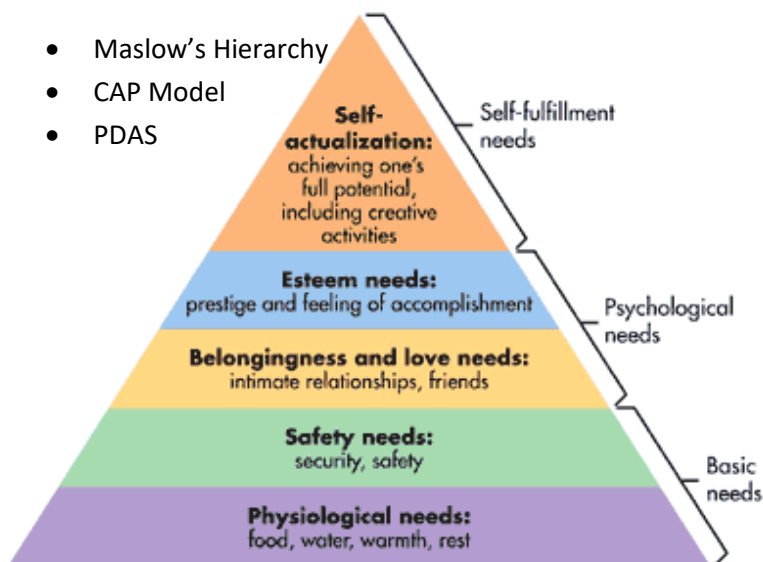 • Maslow’s Hierarchy
• CAP Model
• PDAS
Self-
actualization:
achieving one’s
full potential,
including creative
activities
Self-fulfillment
needs
Esteem needs:
prestige and feeling of accomplishment
Psychological
needs
Belongingness and love needs:
intimate relationships, friends
Safety needs:
security, safety
Basic
needs
Physiological needs:
food, water, warmth, rest